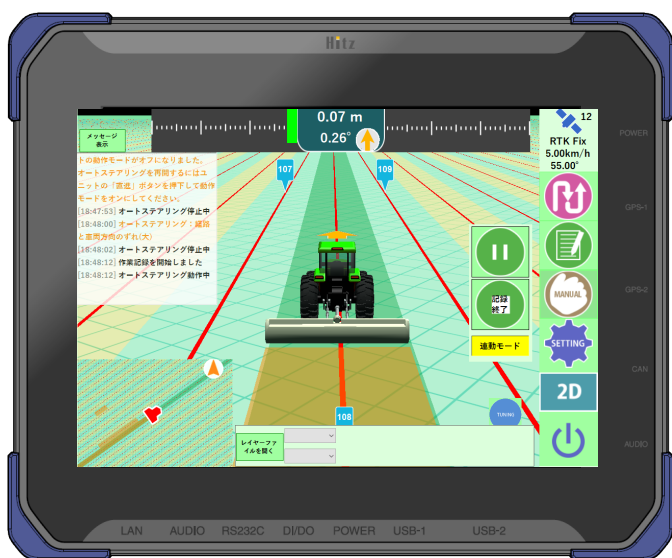 Hitz
0.07 m
0.26°
メッセージ
表示
トの動作モードがオフになりました。
オートステアリングを再開するにはユ
ニットの「直進」ボタンを押下して動作
モードをオンにしてください。
[18:47:53] オートステアリング停止中
[18:48:00] オートステアリング:経路
と車両方向のずれ(大)
[18:48:02] オートステアリング停止中
[18:48:12] 作業記録を開始しました
[18:48:12] オートステアリング動作中
107
109
108
12
RTK Fix
5.00km/h
55.00°
MANUAL
SETTING
2D
記録
終了
連動モード
TUNING
レイヤーファ
イルを開く
POWER
GPS-1
GPS-2
CAN
AUDIO
LAN AUDIO RS232C DI/DO POWER USB-1 USB-2